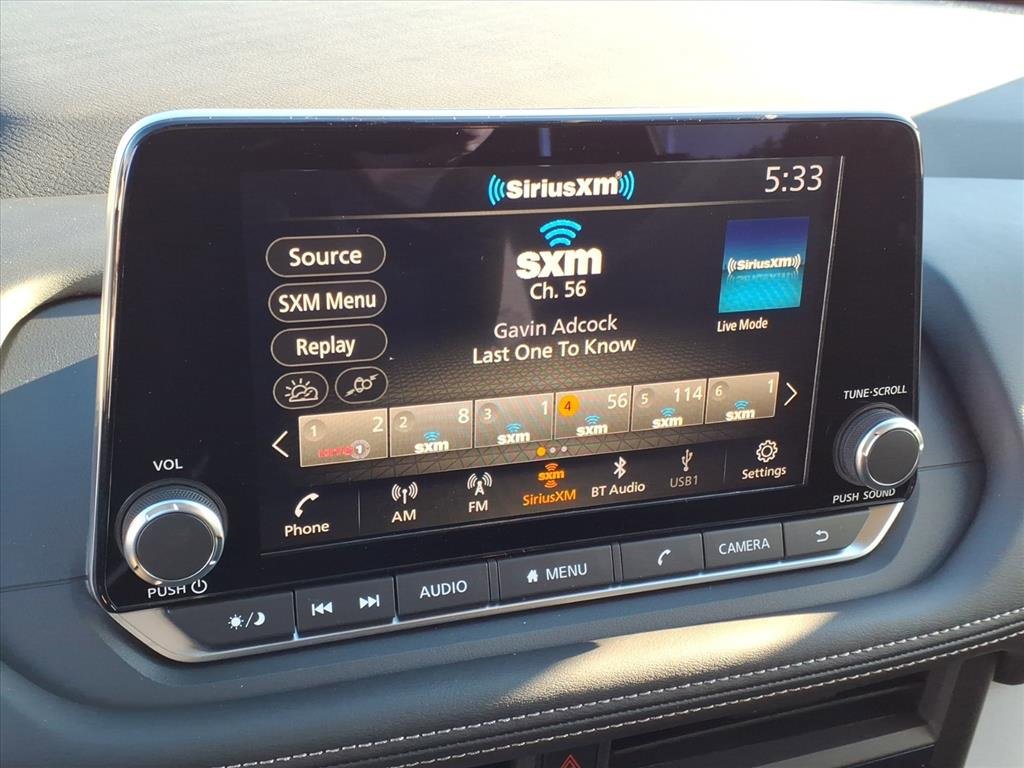 SiriusXM 5:33
Source
SXM Menu
Replay
sxm
Ch. 56
Gavin Adcock
Last One To Know
SiriusXM
Live Mode
1 2
2 8 sxm
3 1 sxm
4 56 sxm
5 114 sxm
6 1 sxm
Phone
AM
FM
sxm
SiriusXM
BT Audio
USB1
Settings
VOL
PUSH
TUNE·SCROLL
PUSH SOUND
AUDIO
MENU
CAMERA